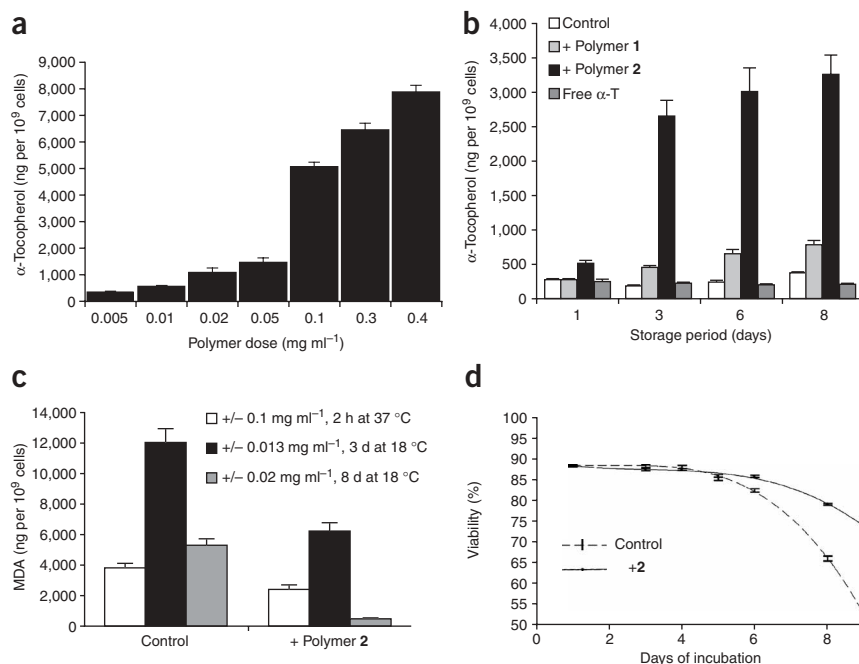 a
9,000
8,000
7,000
6,000
5,000
4,000
3,000
2,000
1,000
0
α-Tocopherol (ng per 10⁹ cells)
0.005 0.01 0.02 0.05 0.1 0.3 0.4
Polymer dose (mg ml⁻¹)
b
Control
+ Polymer 1
+ Polymer 2
Free α-T
4,000
3,500
3,000
2,500
2,000
1,500
1,000
500
0
α-Tocopherol (ng per 10⁹ cells)
1 3 6 8
Storage period (days)
c
14,000
12,000
10,000
8,000
6,000
4,000
2,000
0
MDA (ng per 10⁹ cells)
+/− 0.1 mg ml⁻¹, 2 h at 37 °C
+/− 0.013 mg ml⁻¹, 3 d at 18 °C
+/− 0.02 mg ml⁻¹, 8 d at 18 °C
Control + Polymer 2
d
100
95
90
85
80
75
70
65
60
55
50
Viability (%)
Control
+2
0 2 4 6 8
Days of incubation